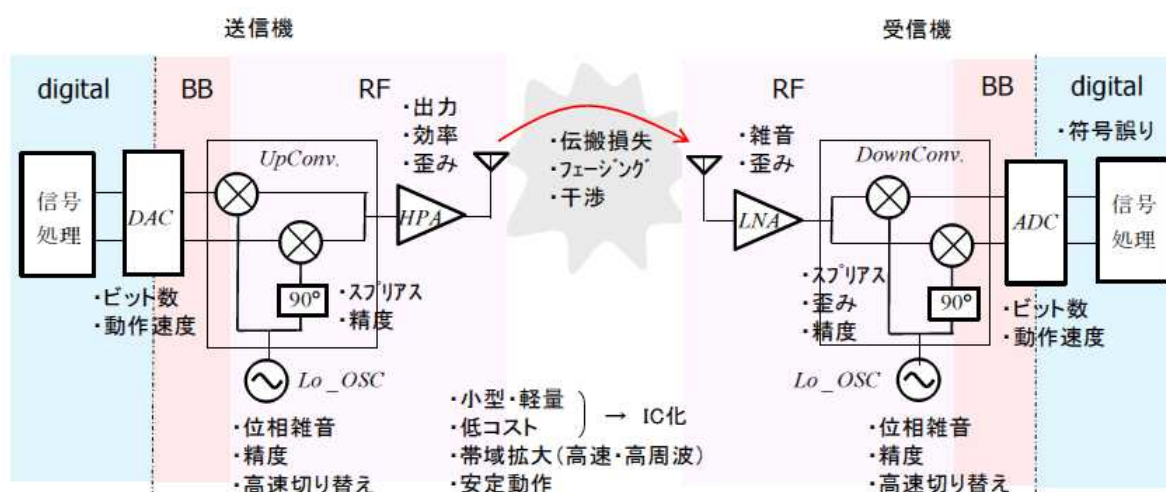 送信機
受信機
digital
BB
RF
RF
BB
digital
・出力
・効率
・歪み
・伝搬損失
・ﾌｪｰｼﾞﾝｸﾞ
・干渉
・雑音
・歪み
・符号誤り
UpConv.
DownConv.
信号
処理
DAC
HPA
LNA
ADC
信号
処理
90°
・ｽﾌﾟﾘｱｽ
・精度
・ｽﾌﾟﾘｱｽ
・歪み
・精度
90°
・ビット数
・動作速度
・ビット数
・動作速度
Lo_OSC
Lo_OSC
・位相雑音
・精度
・高速切り替え
・小型・軽量
・低コスト
→ IC化
・帯域拡大(高速・高周波)
・安定動作
・位相雑音
・精度
・高速切り替え